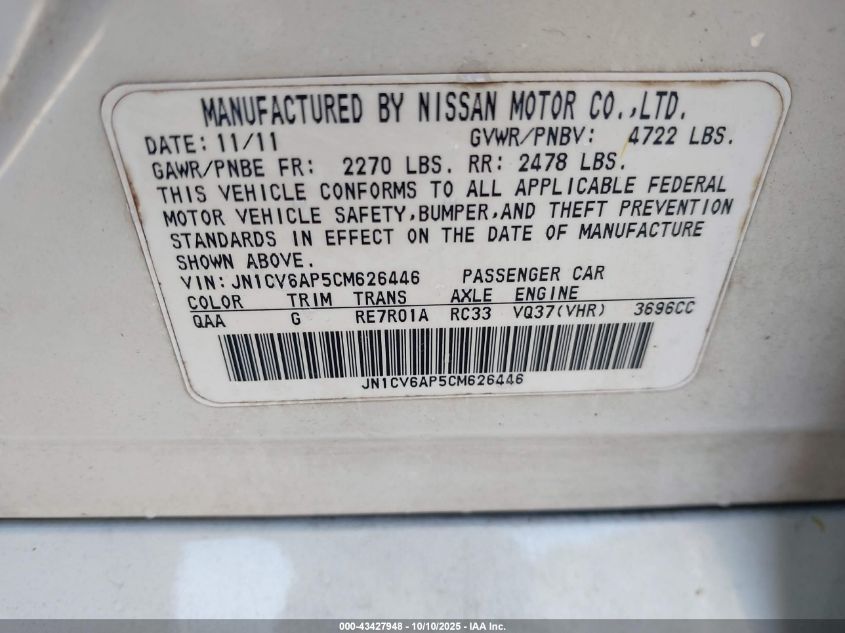 MANUFACTURED BY NISSAN MOTOR CO.,LTD.
DATE: 11/11 GVWR/PNBV: 4722 LBS.
GAWR/PNBE FR: 2270 LBS. RR: 2478 LBS.
THIS VEHICLE CONFORMS TO ALL APPLICABLE FEDERAL
MOTOR VEHICLE SAFETY,BUMPER,AND THEFT PREVENTION
STANDARDS IN EFFECT ON THE DATE OF MANUFACTURE
SHOWN ABOVE.
VIN: JN1CV6AP5CM626446 PASSENGER CAR
COLOR TRIM TRANS AXLE ENGINE
QAA G RE7R01A RC33 VQ37(VHR) 3696CC
JN1CV6AP5CM626446
000-43427948 - 10/10/2025 - IAA Inc.